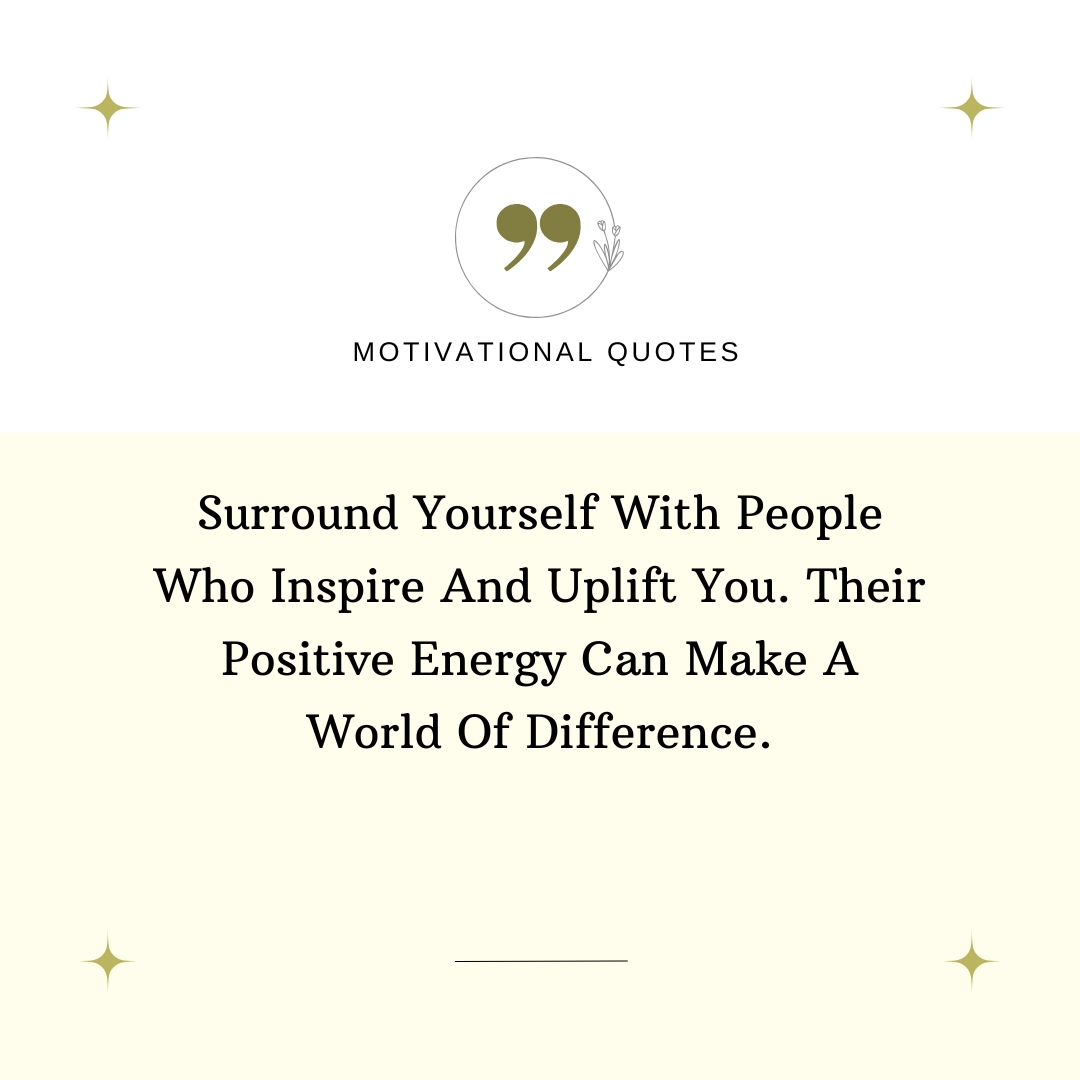 MOTIVATIONAL QUOTES
Surround Yourself With People
Who Inspire And Uplift You. Their
Positive Energy Can Make A
World Of Difference.